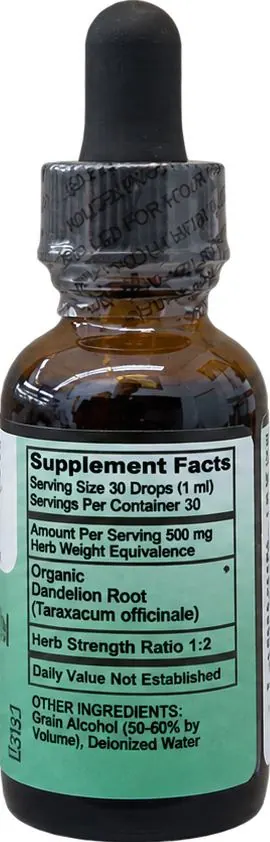 Supplement Facts
Serving Size 30 Drops (1 ml)
Servings Per Container 30
Amount Per Serving 500 mg
Herb Weight Equivalence
Organic *
Dandelion Root
(Taraxacum officinale)
Herb Strength Ratio 1:2
Daily Value Not Established
OTHER INGREDIENTS:
Grain Alcohol (50-60% by
Volume), Deionized Water